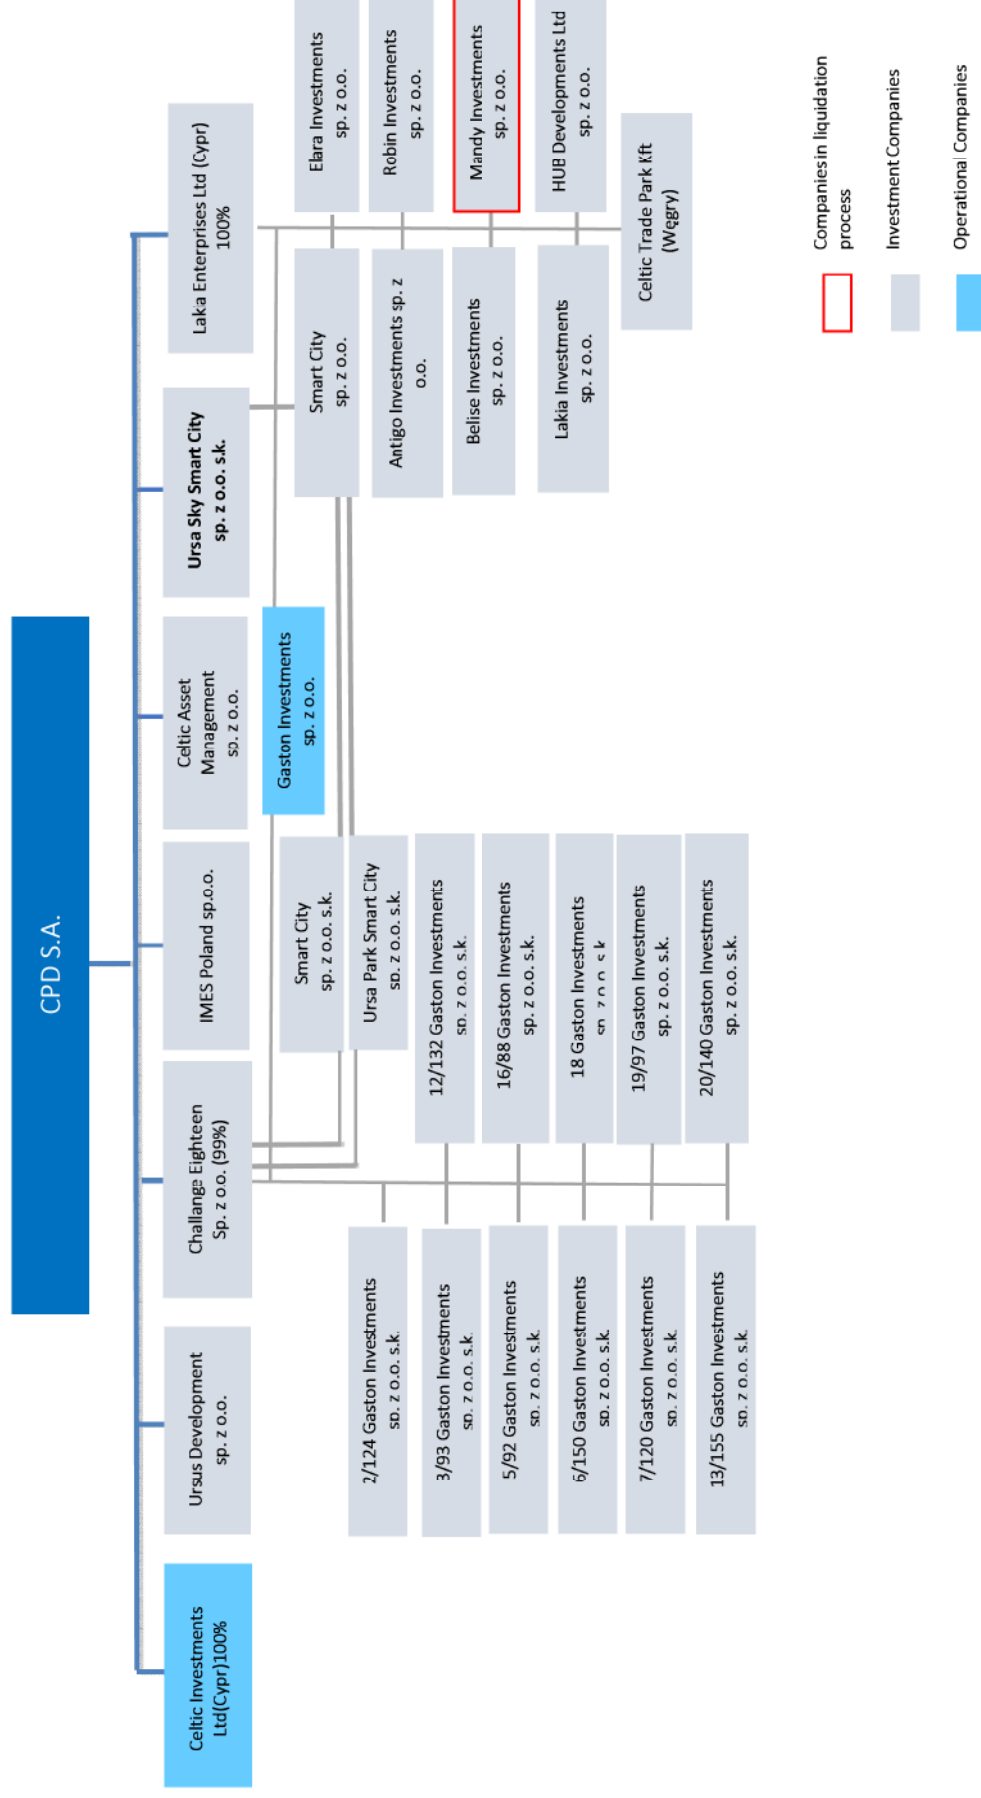 CPD S.A.
Celtic Investments
Ltd(Cypr)100%
Ursus Development
sp. z o.o.
Challange Eighteen
Sp. z o.o. (99%)
IMES Poland sp.o.o.
Celtic Asset
Management
sp. z o.o.
Ursa Sky Smart City
sp. z o.o. s.k.
Laka Enterprises Ltd (Cypr)
100%
Gaston Investments
sp. z o.o.
2/124 Gaston Investments
sp. z o.o. s.k.
3/93 Gaston Investments
sp. z o.o. s.k.
5/92 Gaston Investments
sp. z o.o. s.k.
6/150 Gaston Investments
sp. z o.o. s.k.
7/120 Gaston Investments
sp. z o.o. s.k.
13/155 Gaston Investments
sp. z o.o. s.k.
Smart City
sp. z o.o. s.k.
Ursa Park Smart City
sp. z o.o. s.k.
12/132 Gaston Investments
sp. z o.o. s.k.
16/88 Gaston Investments
sp. z o.o. s.k.
18 Gaston Investments
sp. z o.o. s.k
19/97 Gaston Investments
sp. z o.o. s.k.
20/140 Gaston Investments
sp. z o.o. s.k.
Smart City
sp. z o.o.
Antigo Investments sp. z
o.o.
Belise Investments
sp. z o.o.
Lakia Investments
sp. z o.o.
Elara Investments
sp. z o.o.
Robin Investments
sp. z o.o.
Mandy Investments
sp. z o.o.
HUB Developments Ltd
sp. z o.o.
Celtic Trade Park Kft
(Węgry)
Companies in liquidation
process
Investment Companies
Operational Companies